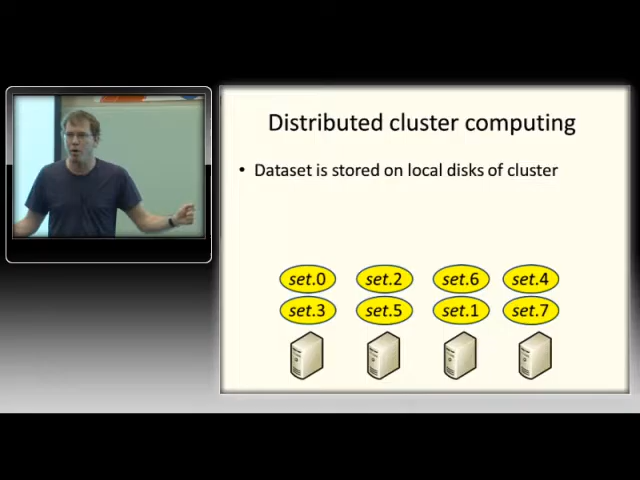 Distributed cluster computing
• Dataset is stored on local disks of cluster
set.0 set.2 set.6 set.4
set.3 set.5 set.1 set.7